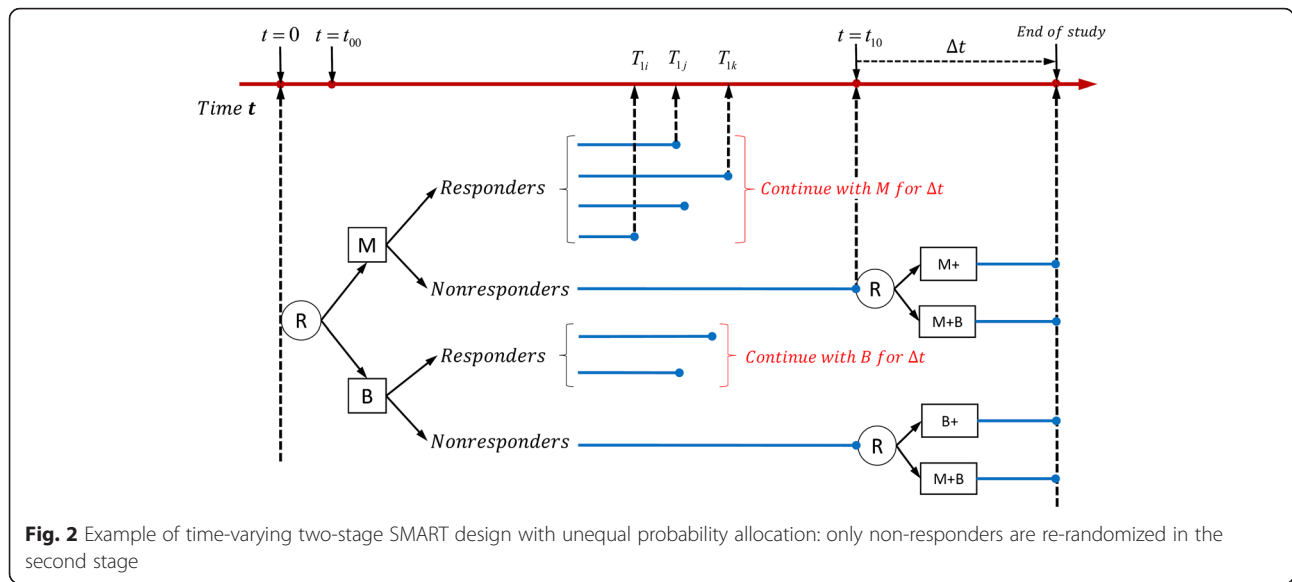 t = 0
t = t₀₀
T₁ᵢ
T₁ⱼ
T₁ₖ
t = t₁₀
Δt
End of study
Time t
Responders
Continue with M for Δt
M
Nonresponders
R
M+
M+B
R
Responders
Continue with B for Δt
B
Nonresponders
R
B+
M+B
Fig. 2 Example of time-varying two-stage SMART design with unequal probability allocation: only non-responders are re-randomized in the
second stage